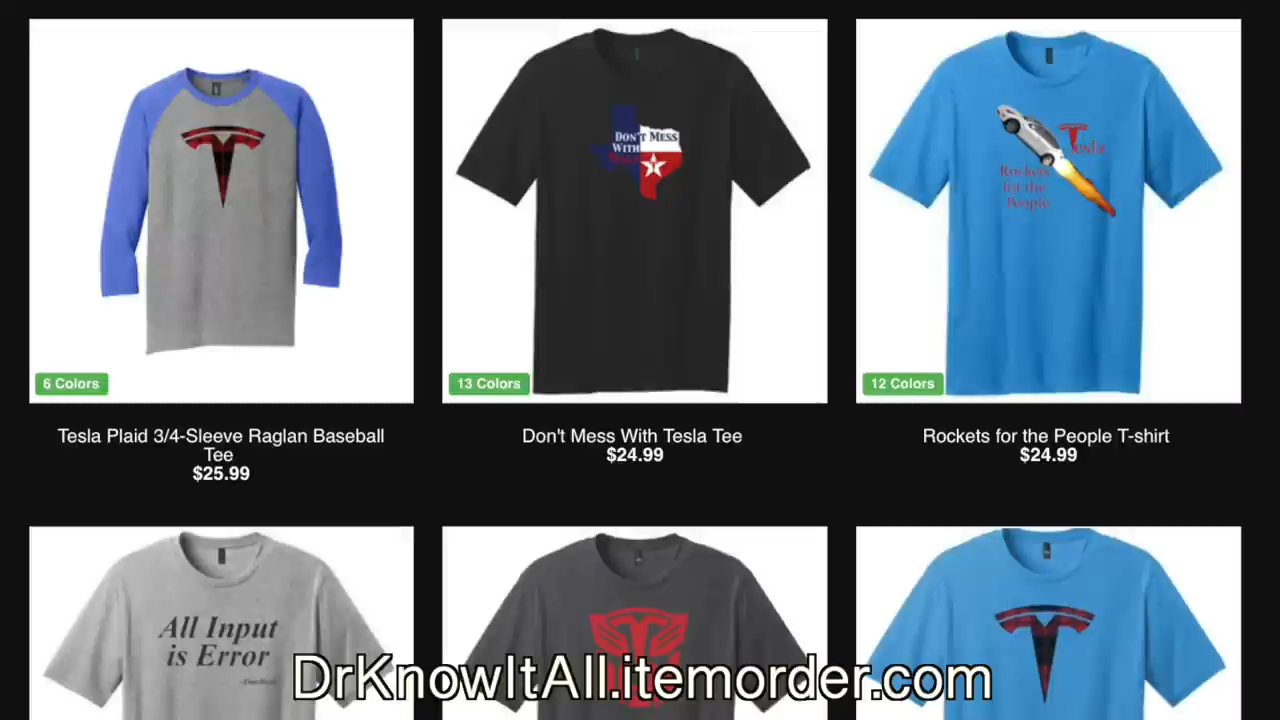 DON'T MESS
WITH
Tesla
Rockets
for the
People
6 Colors
13 Colors
12 Colors
Tesla Plaid 3/4-Sleeve Raglan Baseball
Tee
$25.99
Don't Mess With Tesla Tee
$24.99
Rockets for the People T-shirt
$24.99
All Input
is Error
DrKnowItAll.itemorder.com